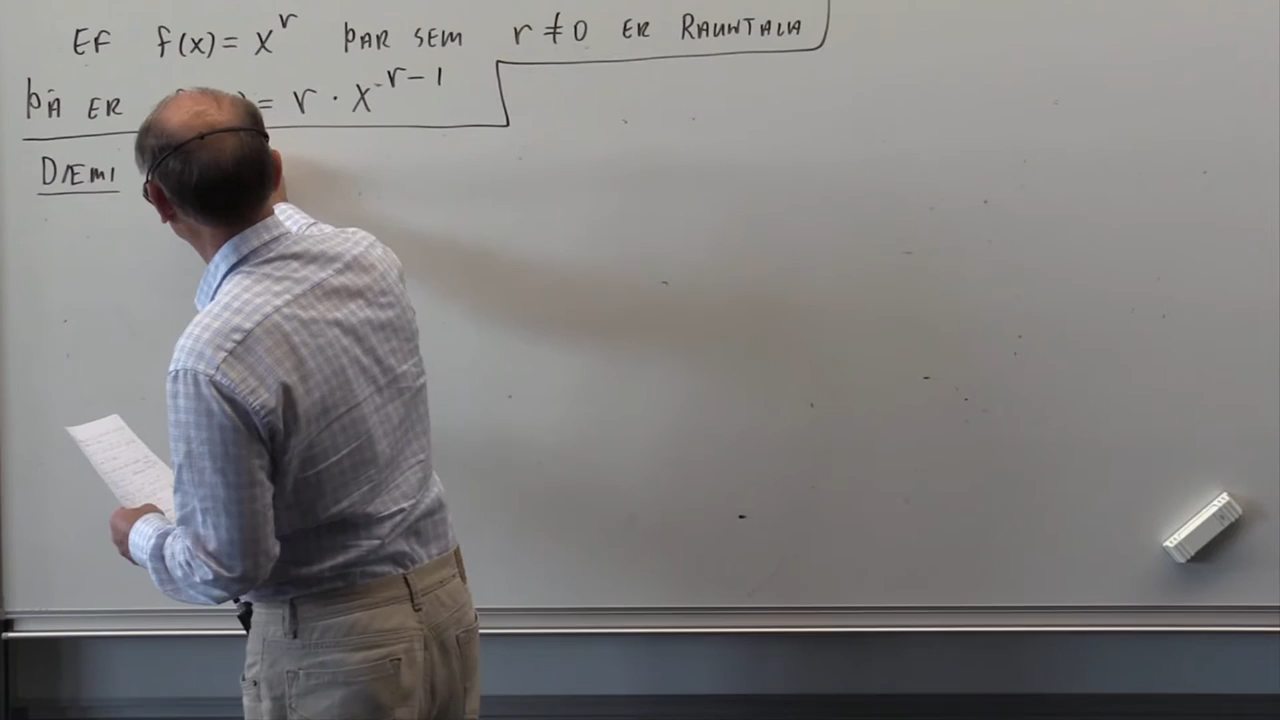 EF f(x) = x^r ÞAR SEM r ≠ 0 ER RAUNTALA
ÞÁ ER ) = r · x^{r-1}
DÆMI